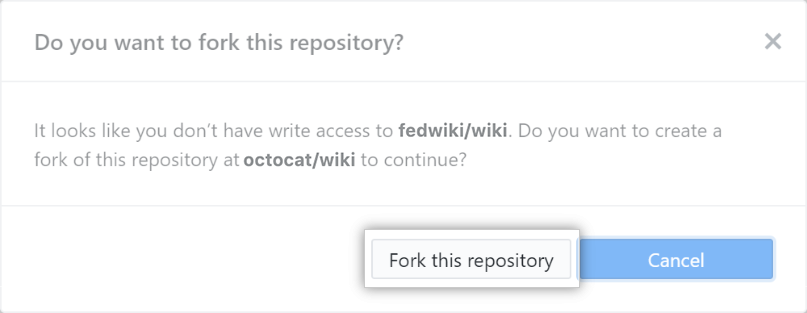 Do you want to fork this repository?
It looks like you don’t have write access to fedwiki/wiki. Do you want to create a
fork of this repository at octocat/wiki to continue?
Fork this repository
Cancel